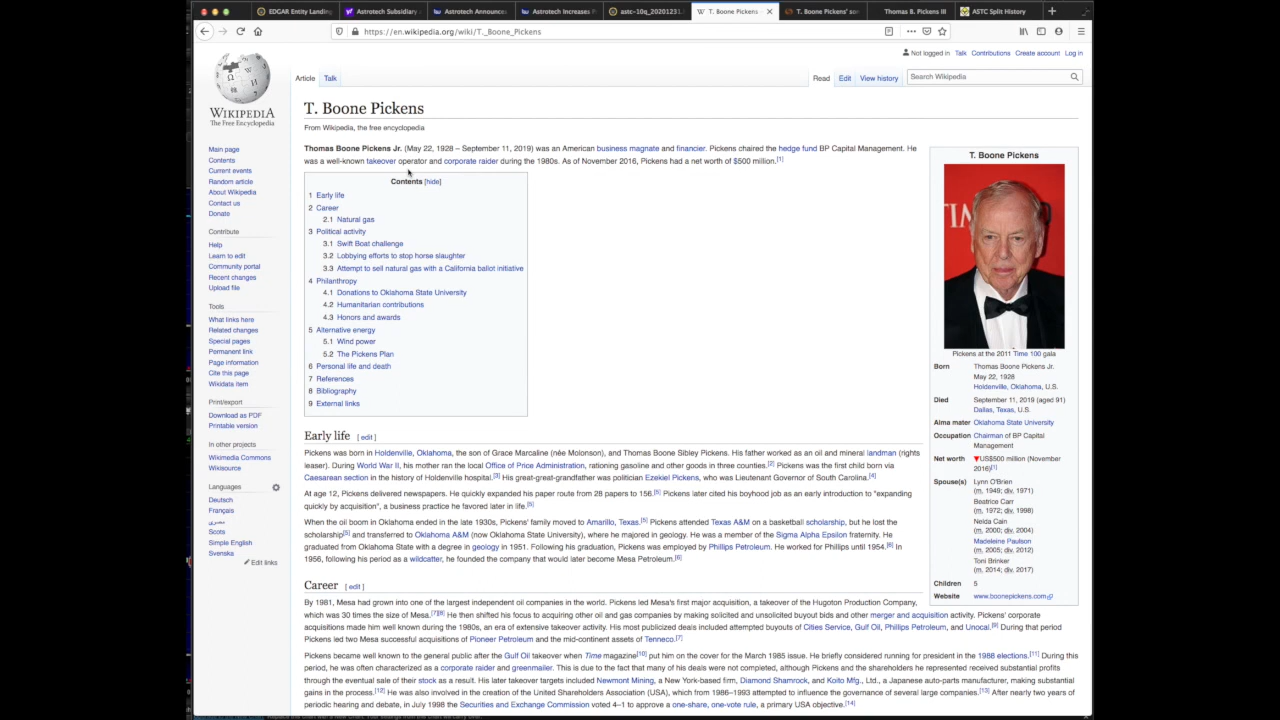 EDGAR Entity Landin
Astrotech Subsidiary
Astrotech Announce
Astrotech Increases P
astc-10q_20201231.
T. Boone Pickens
T. Boone Pickens' son
Thomas B. Pickens III
ASTC Split History
https://en.wikipedia.org/wiki/T._Boone_Pickens
Not logged in Talk Contributions Create account Log in
Article Talk
Read Edit View history Search Wikipedia
WIKIPEDIA
The Free Encyclopedia
Main page
Contents
Current events
Random article
About Wikipedia
Contact us
Donate
Contribute
Help
Learn to edit
Community portal
Recent changes
Upload file
Tools
What links here
Related changes
Special pages
Permanent link
Page information
Cite this page
Wikidata item
Print/export
Download as PDF
Printable version
In other projects
Wikimedia Commons
Wikisource
Languages
Deutsch
Français
مصرى
Scots
Simple English
Svenska
Edit links
T. Boone Pickens
From Wikipedia, the free encyclopedia
Thomas Boone Pickens Jr. (May 22, 1928 – September 11, 2019) was an American business magnate and financier. Pickens chaired the hedge fund BP Capital Management. He
was a well-known takeover operator and corporate raider during the 1980s. As of November 2016, Pickens had a net worth of $500 million.[1]
Contents [hide]
1 Early life
2 Career
2.1 Natural gas
3 Political activity
3.1 Swift Boat challenge
3.2 Lobbying efforts to stop horse slaughter
3.3 Attempt to sell natural gas with a California ballot initiative
4 Philanthropy
4.1 Donations to Oklahoma State University
4.2 Humanitarian contributions
4.3 Honors and awards
5 Alternative energy
5.1 Wind power
5.2 The Pickens Plan
6 Personal life and death
7 References
8 Bibliography
9 External links
Early life [ edit ]
Pickens was born in Holdenville, Oklahoma, the son of Grace Marcaline (née Molonson), and Thomas Boone Sibley Pickens. His father worked as an oil and mineral landman (rights
leaser). During World War II, his mother ran the local Office of Price Administration, rationing gasoline and other goods in three counties.[2] Pickens was the first child born via
Caesarean section in the history of Holdenville hospital.[3] His great-great-grandfather was politician Ezekiel Pickens, who was Lieutenant Governor of South Carolina.[4]
At age 12, Pickens delivered newspapers. He quickly expanded his paper route from 28 papers to 156.[5] Pickens later cited his boyhood job as an early introduction to "expanding
quickly by acquisition", a business practice he favored later in life.[5]
When the oil boom in Oklahoma ended in the late 1930s, Pickens' family moved to Amarillo, Texas.[5] Pickens attended Texas A&M on a basketball scholarship, but he lost the
scholarship[5] and transferred to Oklahoma A&M (now Oklahoma State University), where he majored in geology. He was a member of the Sigma Alpha Epsilon fraternity. He
graduated from Oklahoma State with a degree in geology in 1951. Following his graduation, Pickens was employed by Phillips Petroleum. He worked for Phillips until 1954.[6] In
1956, following his period as a wildcatter, he founded the company that would later become Mesa Petroleum.[6]
Career [ edit ]
By 1981, Mesa had grown into one of the largest independent oil companies in the world. Pickens led Mesa's first major acquisition, a takeover of the Hugoton Production Company,
which was 30 times the size of Mesa.[7][8] He then shifted his focus to acquiring other oil and gas companies by making solicited and unsolicited buyout bids and other merger and acquisition activity. Pickens' corporate
acquisitions made him well known during the 1980s, an era of extensive takeover activity. His most publicized deals included attempted buyouts of Cities Service, Gulf Oil, Phillips Petroleum, and Unocal.[9] During that period
Pickens led two Mesa successful acquisitions of Pioneer Petroleum and the mid-continent assets of Tenneco.[7]
Pickens became well known to the general public after the Gulf Oil takeover when Time magazine[10] put him on the cover for the March 1985 issue. He briefly considered running for president in the 1988 elections.[11] During this
period, he was often characterized as a corporate raider and greenmailer. This is due to the fact that many of his deals were not completed, although Pickens and the shareholders he represented received substantial profits
through the eventual sale of their stock as a result. His later takeover targets included Newmont Mining, a New York-based firm, Diamond Shamrock, and Koito Mfg., Ltd., a Japanese auto-parts manufacturer, making substantial
gains in the process.[12] He was also involved in the creation of the United Shareholders Association (USA), which from 1986–1993 attempted to influence the governance of several large companies.[13] After nearly two years of
periodic hearing and debate, in July 1998 the Securities and Exchange Commission voted 4–1 to approve a one-share, one-vote rule, a primary USA objective.[14]
T. Boone Pickens
TIM
Pickens at the 2011 Time 100 gala
Born Thomas Boone Pickens Jr.
May 22, 1928
Holdenville, Oklahoma, U.S.
Died September 11, 2019 (aged 91)
Dallas, Texas, U.S.
Alma mater Oklahoma State University
Occupation Chairman of BP Capital
Management
Net worth ▼US$500 million (November
2016)[1]
Spouse(s) Lynn O'Brien
(m. 1949; div. 1971)
Beatrice Carr
(m. 1972; div. 1998)
Nelda Cain
(m. 2000; div. 2004)
Madeleine Paulson
(m. 2005; div. 2012)
Toni Brinker
(m. 2014; div. 2017)
Children 5
Website www.boonepickens.com